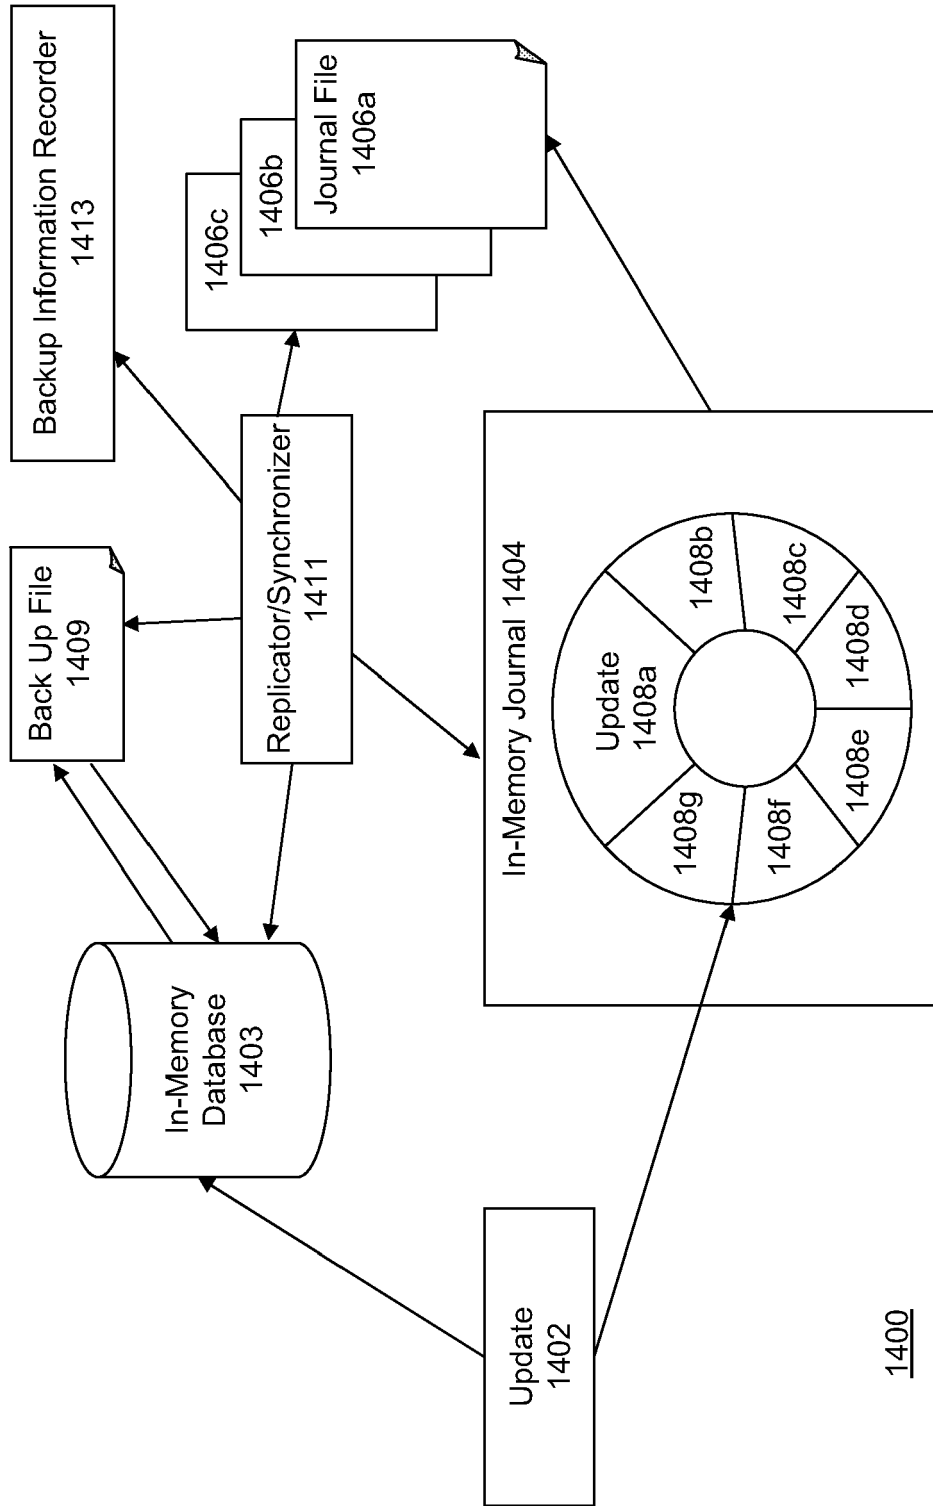 Backup Information Recorder
1413
Back Up File
1409
In-Memory
Database
1403
Replicator/Synchronizer
1411
1406c
1406b
Journal File
1406a
Update
1402
In-Memory Journal 1404
Update
1408a
1408b
1408c
1408d
1408e
1408f
1408g
1400